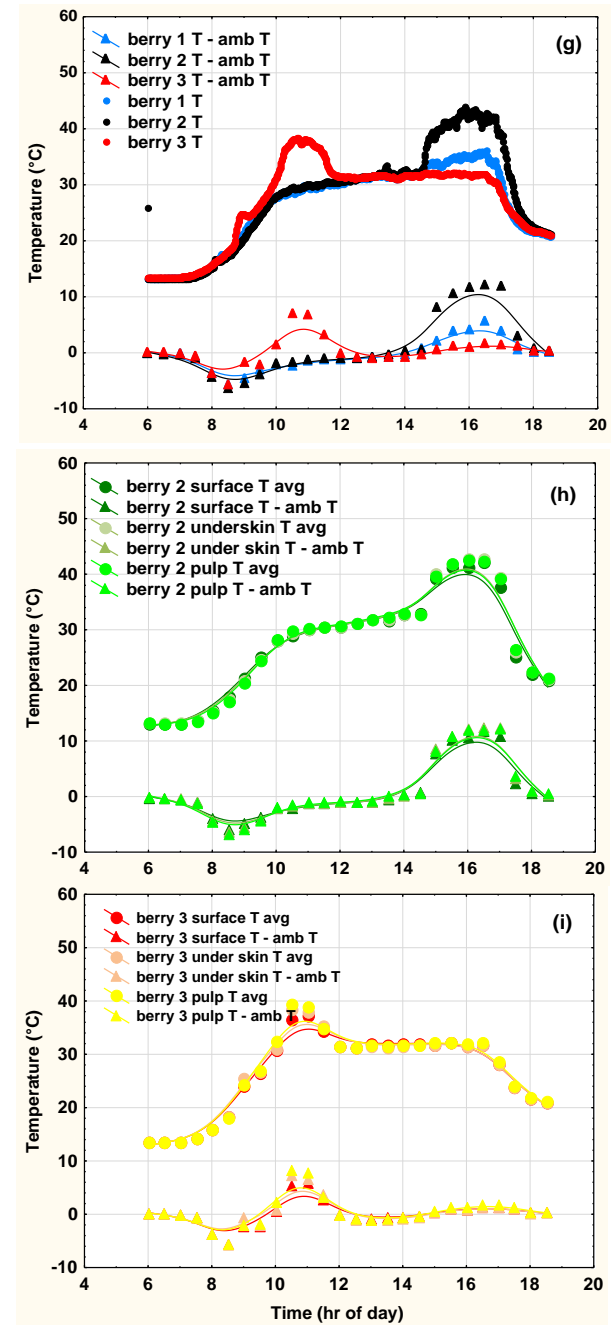 60
(g)
berry 1 T - amb T
berry 2 T - amb T
berry 3 T - amb T
berry 1 T
berry 2 T
berry 3 T
50
40
30
20
10
0
-10
Temperature (°C)
4 6 8 10 12 14 16 18 20
60
(h)
berry 2 surface T avg
berry 2 surface T - amb T
berry 2 underskin T avg
berry 2 under skin T - amb T
berry 2 pulp T avg
berry 2 pulp T - amb T
50
40
30
20
10
0
-10
Temperature (°C)
4 6 8 10 12 14 16 18 20
60
(i)
berry 3 surface T avg
berry 3 surface T - amb T
berry 3 under skin T avg
berry 3 under skin T - amb T
berry 3 pulp T avg
berry 3 pulp T - amb T
50
40
30
20
10
0
-10
Temperature (°C)
4 6 8 10 12 14 16 18 20
Time (hr of day)